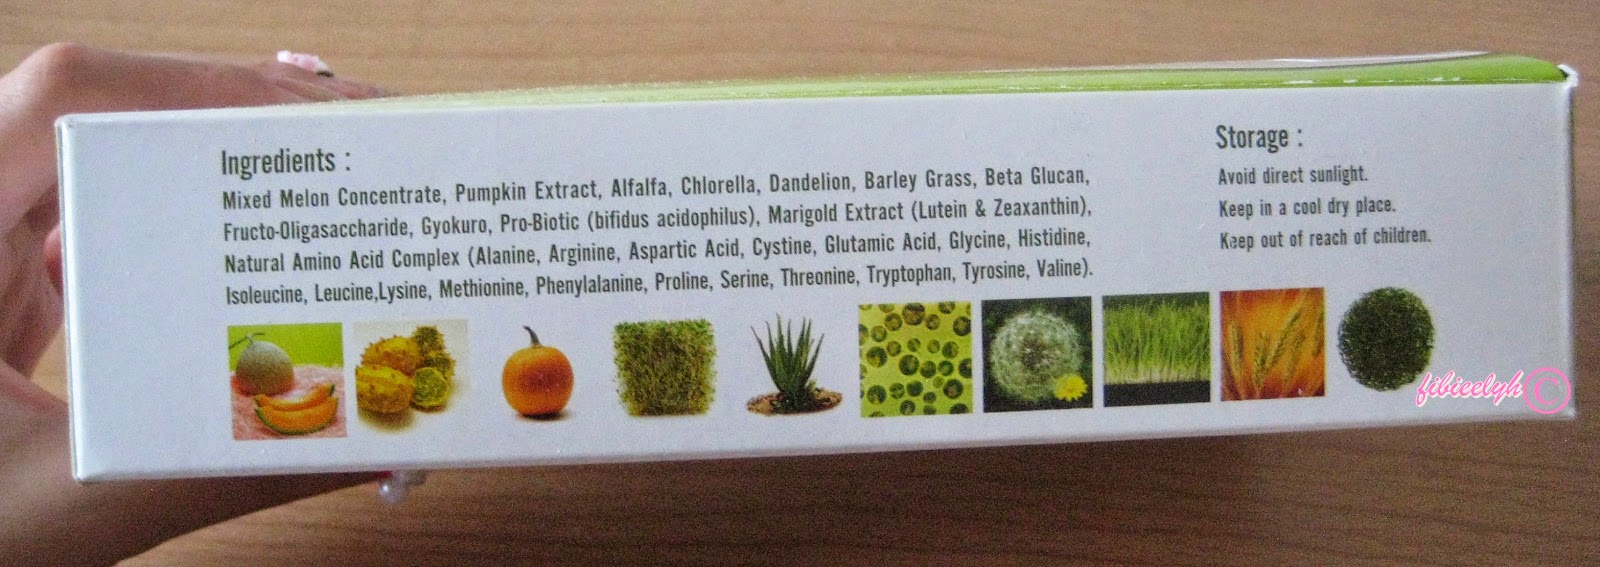 Ingredients :
Mixed Melon Concentrate, Pumpkin Extract, Alfalfa, Chlorella, Dandelion, Barley Grass, Beta Glucan,
Fructo-Oligasaccharide, Gyokuro, Pro-Biotic (bifidus acidophilus), Marigold Extract (Lutein & Zeaxanthin),
Natural Amino Acid Complex (Alanine, Arginine, Aspartic Acid, Cystine, Glutamic Acid, Glycine, Histidine,
Isoleucine, Leucine,Lysine, Methionine, Phenylalanine, Proline, Serine, Threonine, Tryptophan, Tyrosine, Valine).
Storage :
Avoid direct sunlight.
Keep in a cool dry place.
Keep out of reach of children.
fibieelyh ©